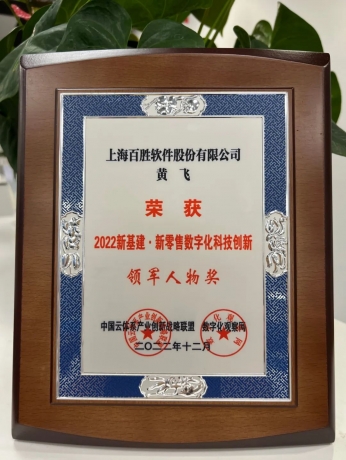 上海百胜软件股份有限公司
黄 飞
荣 获
2022新基建·新零售数字化科技创新
领军人物奖
中国云体系产业创新战略联盟 数字化观察网
二〇二二年十二月